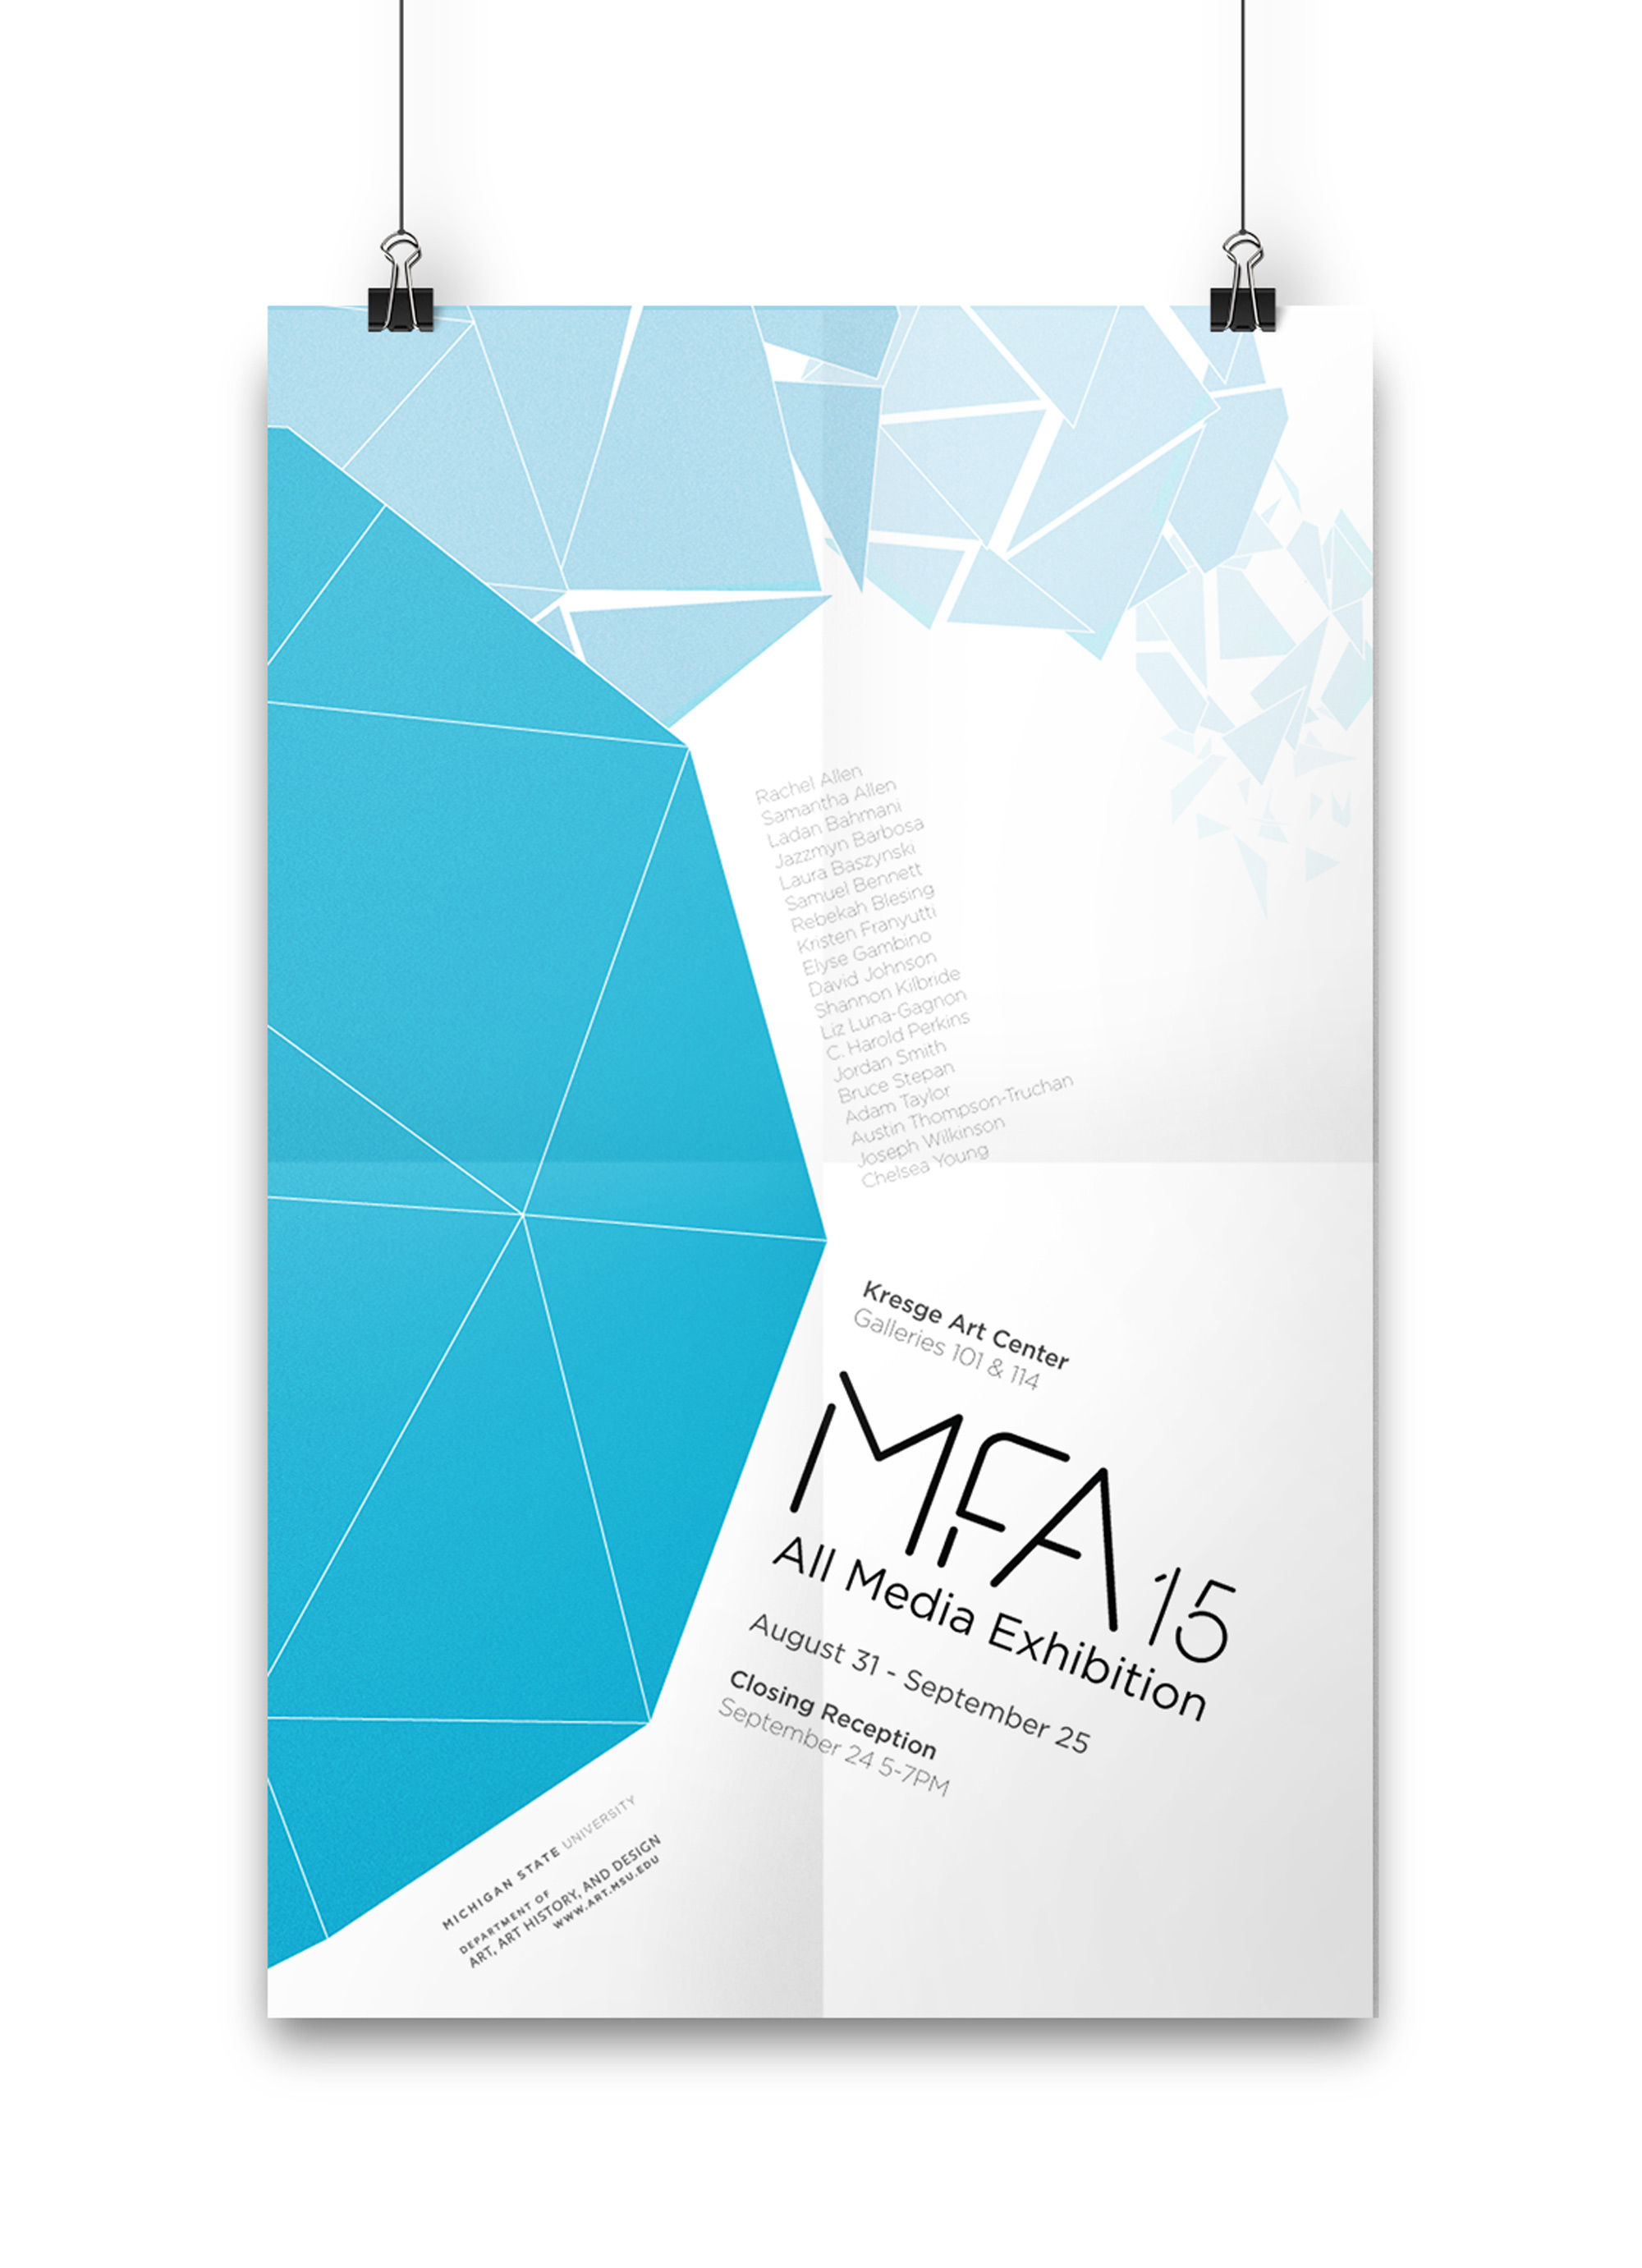 Rachel Allen
Samantha Allen
Ladan Bahmani
Jazzmyn Barbosa
Laura Baszynski
Samuel Bennett
Rebekah Blesing
Kristen Franyutti
Elyse Gambino
David Johnson
Shannon Kilbride
Liz Luna-Gagnon
C. Harold Perkins
Jordan Smith
Bruce Stepan
Adam Taylor
Austin Thompson-Truchan
Joseph Wilkinson
Chelsea Young
Kresge Art Center
Galleries 101 & 114
MFA 15
All Media Exhibition
August 31 - September 25
Closing Reception
September 24 5-7PM
MICHIGAN STATE UNIVERSITY
DEPARTMENT OF
ART, ART HISTORY, AND DESIGN
WWW.ART.MSU.EDU